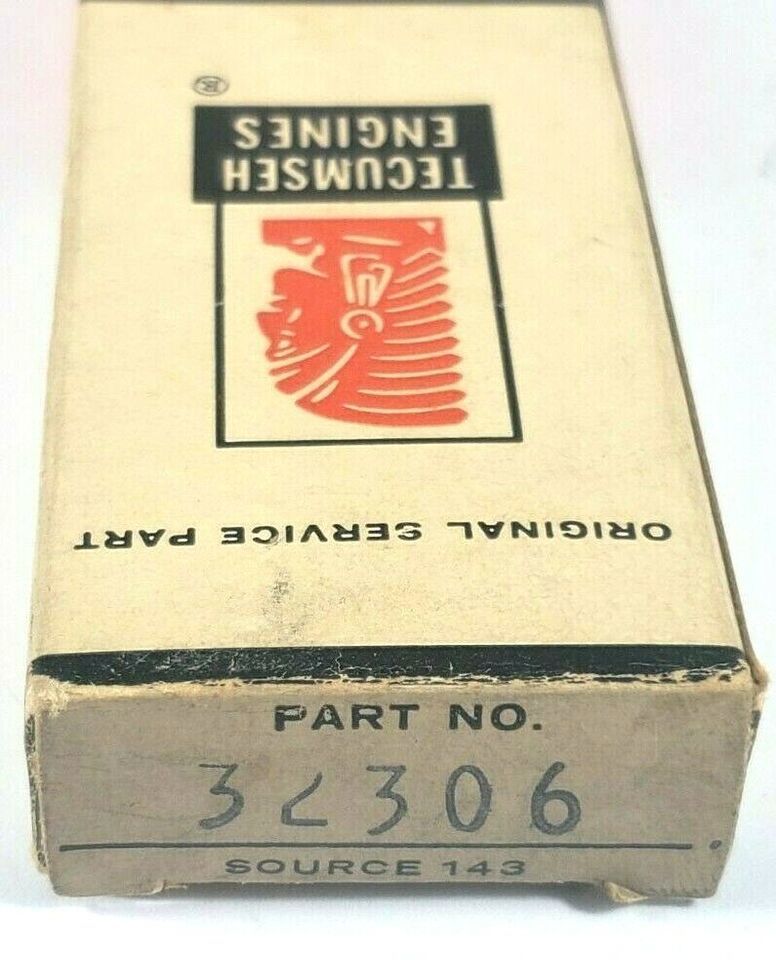 ®
TECUMSEH
ENGINES
ORIGINAL SERVICE PART
PART NO.
32306
SOURCE 143